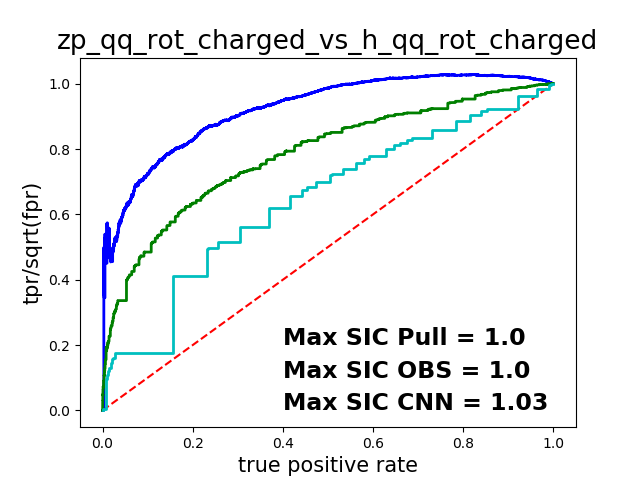 zp_qq_rot_charged_vs_h_qq_rot_charged
tpr/sqrt(fpr)
1.0
0.8
0.6
0.4
0.2
0.0
Max SIC Pull = 1.0
Max SIC OBS = 1.0
Max SIC CNN = 1.03
0.0 0.2 0.4 0.6 0.8 1.0
true positive rate